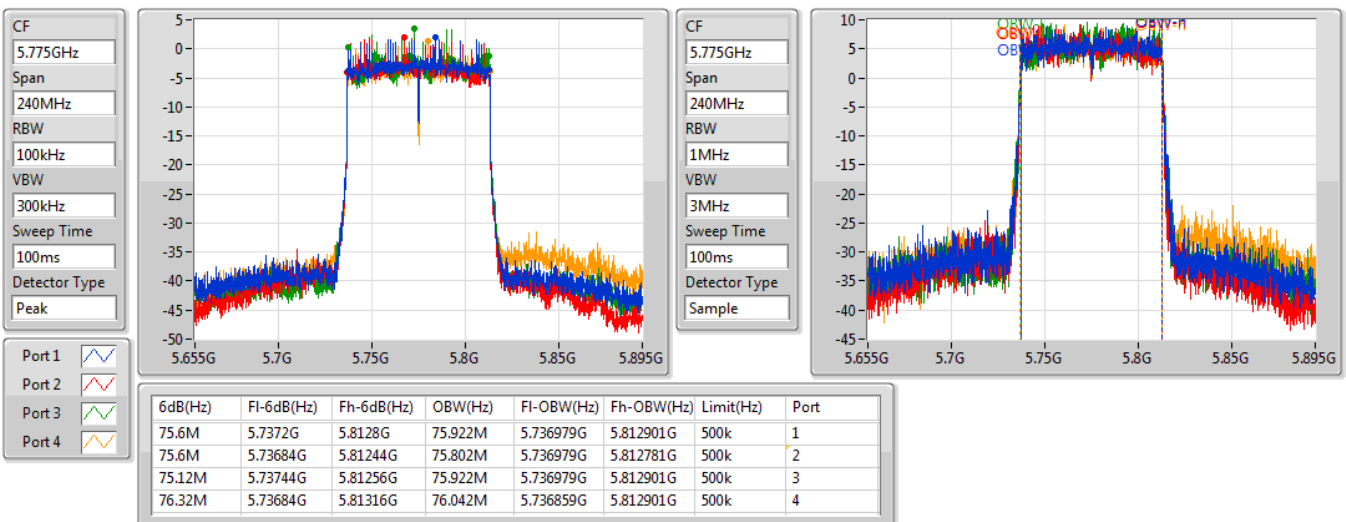 CF
5.775GHz
Span
240MHz
RBW
100kHz
VBW
300kHz
Sweep Time
100ms
Detector Type
Peak
5
0
-5
-10
-15
-20
-25
-30
-35
-40
-45
-50
5.655G 5.7G 5.75G 5.8G 5.85G 5.895G
CF
5.775GHz
Span
240MHz
RBW
1MHz
VBW
3MHz
Sweep Time
100ms
Detector Type
Sample
10
5
0
-5
-10
-15
-20
-25
-30
-35
-40
-45
5.655G 5.7G 5.75G 5.8G 5.85G 5.895G
OBW-h
Port 1
Port 2
Port 3
Port 4
6dB(Hz) Fl-6dB(Hz) Fh-6dB(Hz) OBW(Hz) Fl-OBW(Hz) Fh-OBW(Hz) Limit(Hz) Port
75.6M 5.7372G 5.8128G 75.922M 5.736979G 5.812901G 500k 1
75.6M 5.73684G 5.81244G 75.802M 5.736979G 5.812781G 500k 2
75.12M 5.73744G 5.81256G 75.922M 5.736979G 5.812901G 500k 3
76.32M 5.73684G 5.81316G 76.042M 5.736859G 5.812901G 500k 4